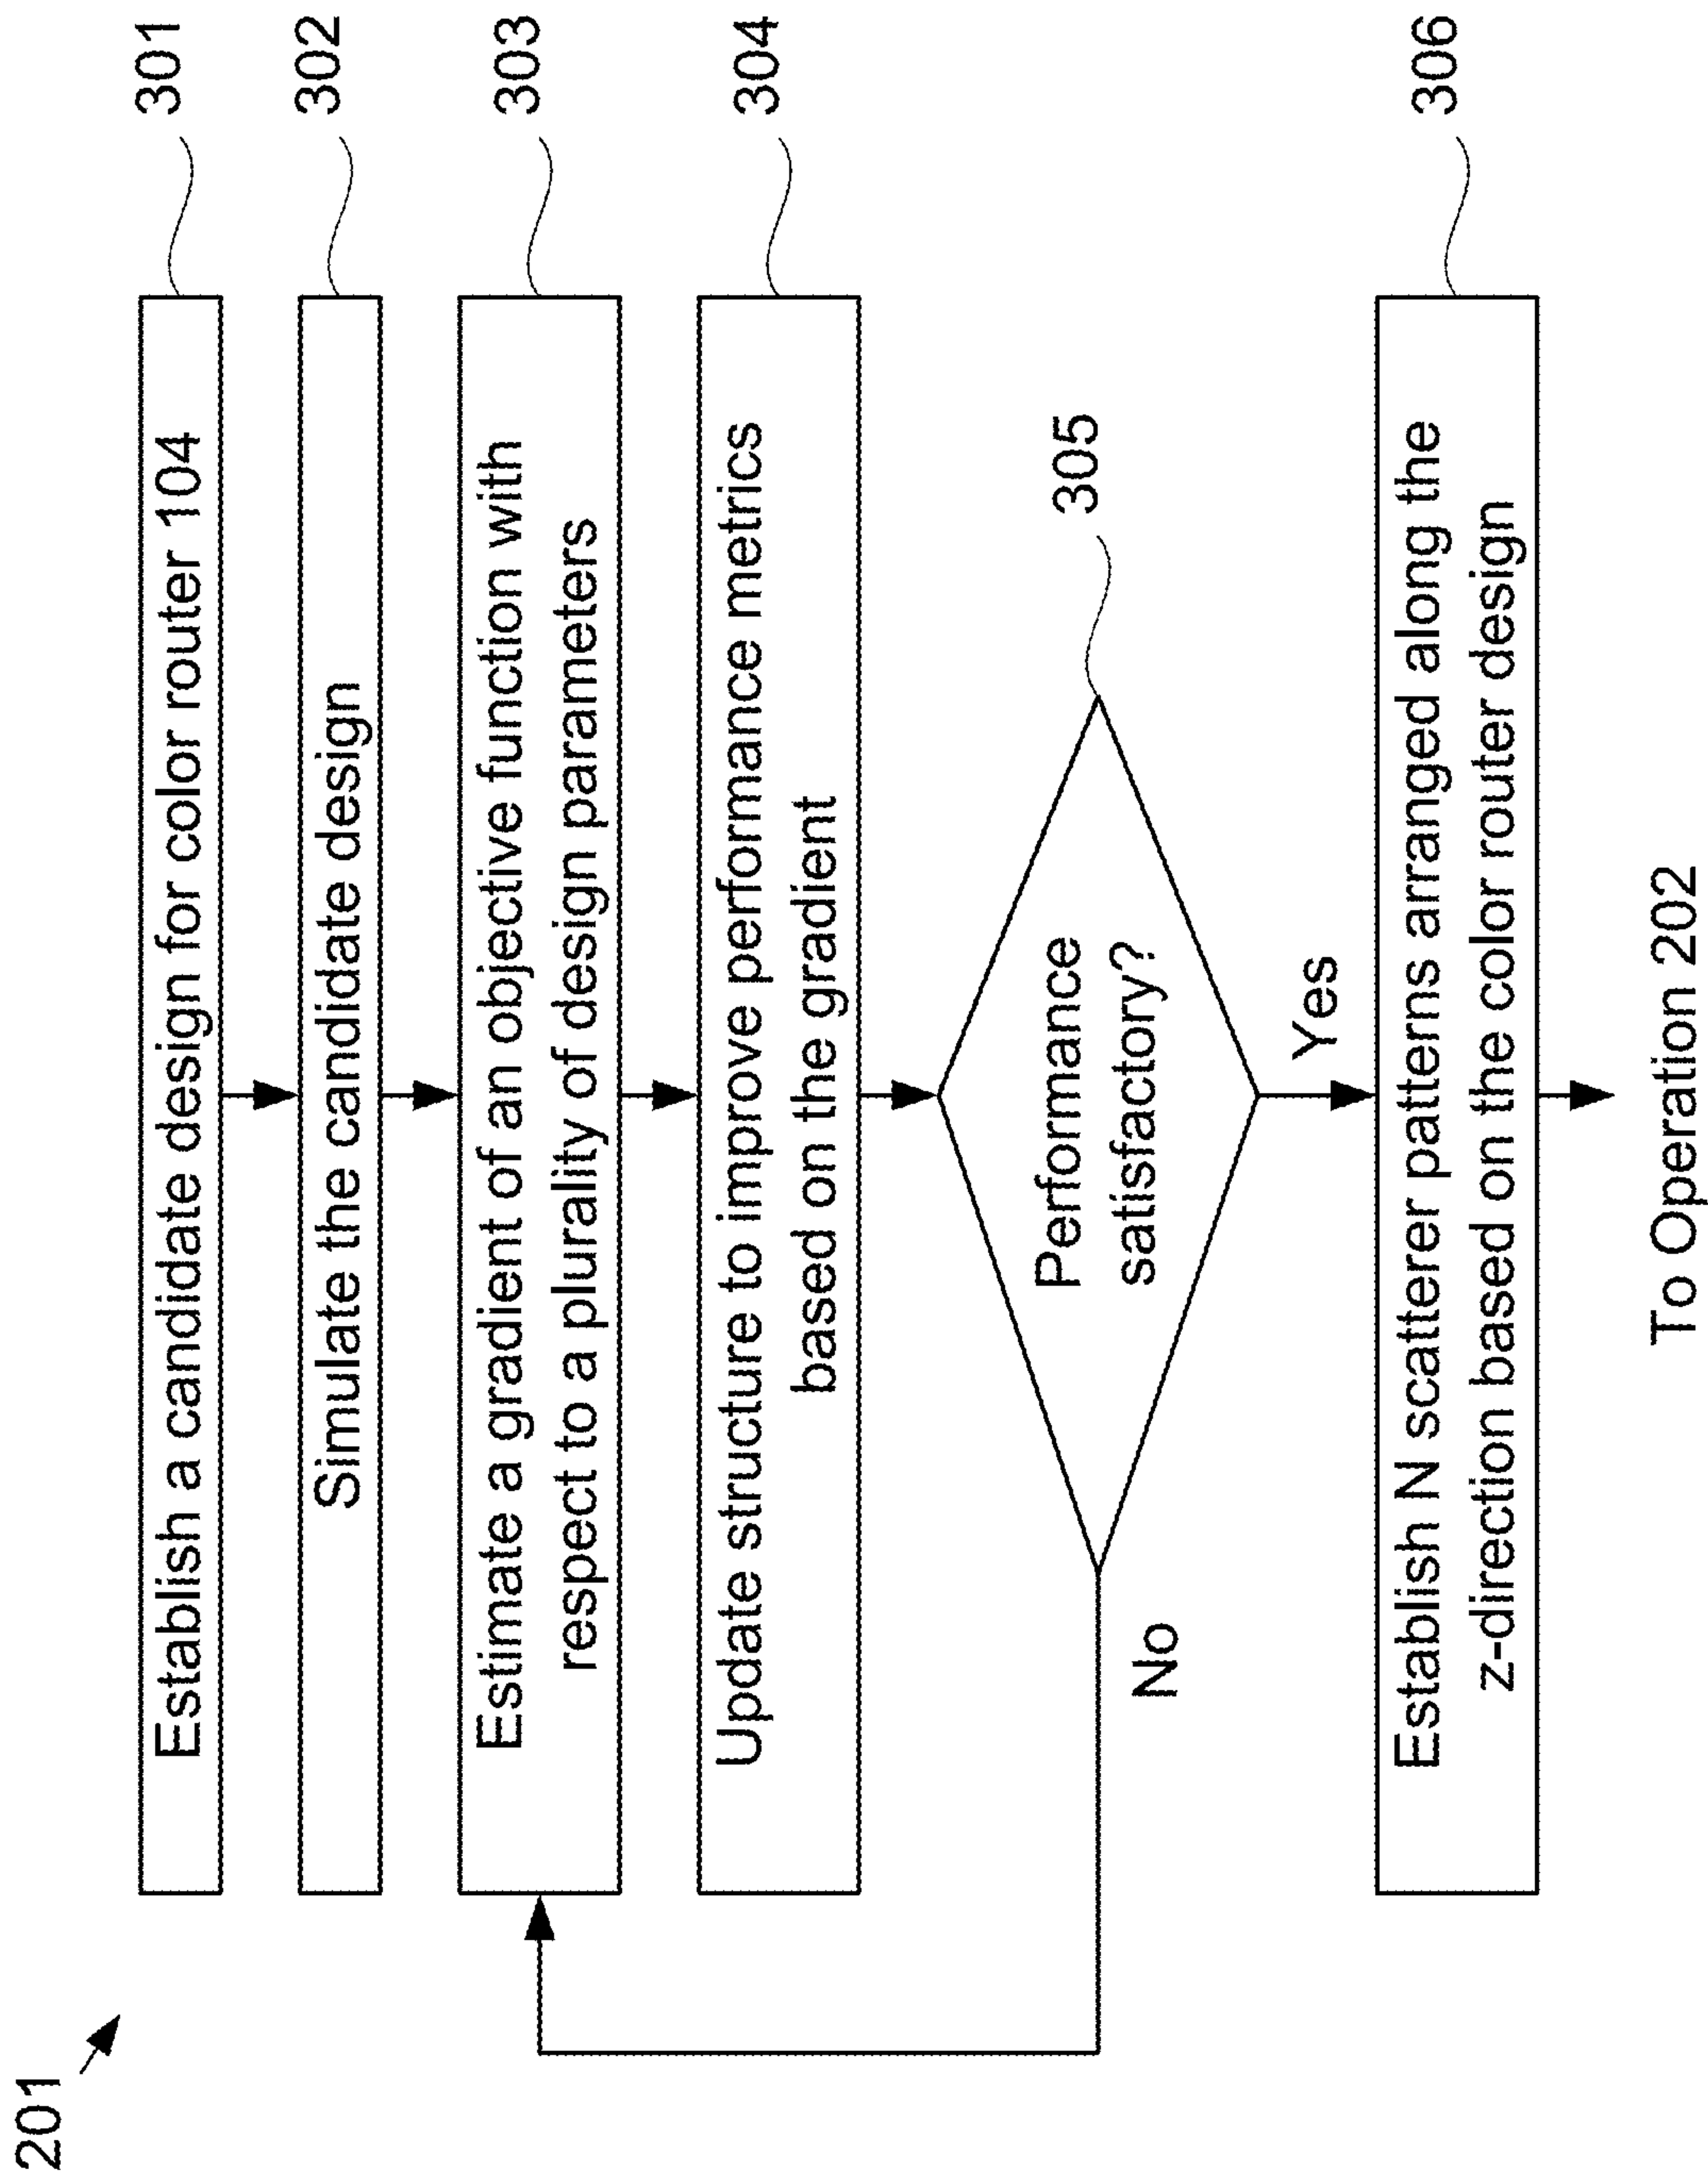 201
Establish a candidate design for color router 104
301
Simulate the candidate design
302
Estimate a gradient of an objective function with
respect to a plurality of design parameters
303
Update structure to improve performance metrics
based on the gradient
304
Performance
satisfactory?
305
No
Yes
Establish N scatterer patterns arranged along the
z-direction based on the color router design
306
To Operation 202